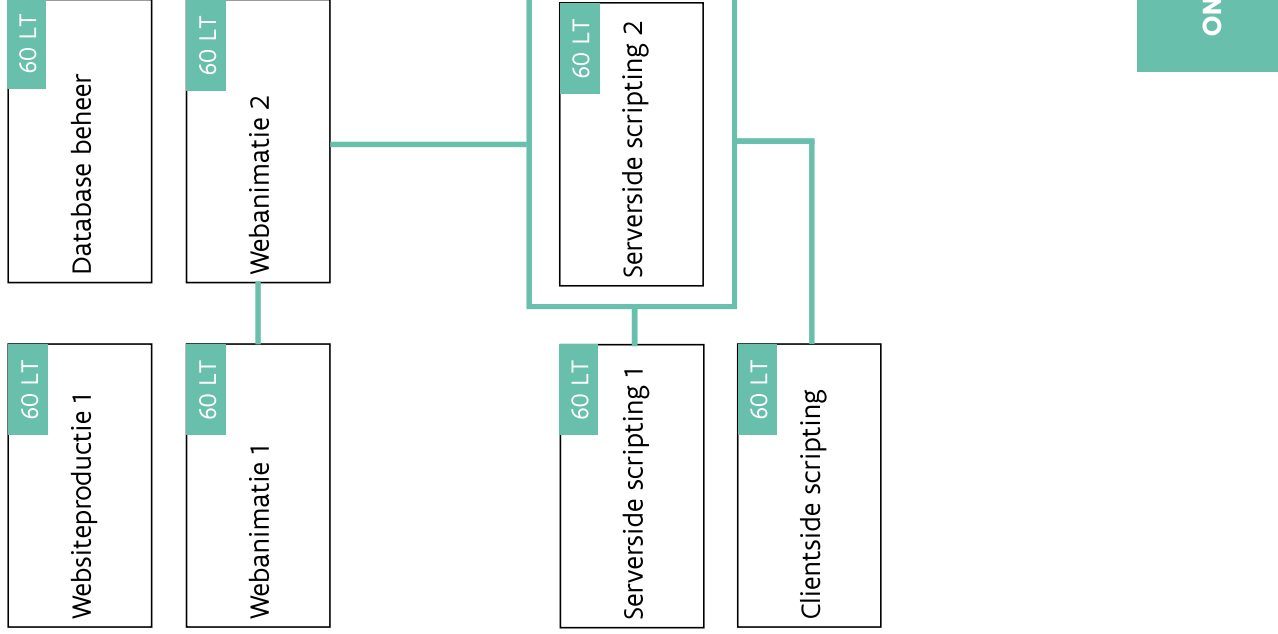 Websiteproductie 1
60 LT
Database beheer
60 LT
Webanimatie 1
60 LT
Webanimatie 2
60 LT
Serverside scripting 1
60 LT
Serverside scripting 2
60 LT
Clientside scripting
60 LT
ON